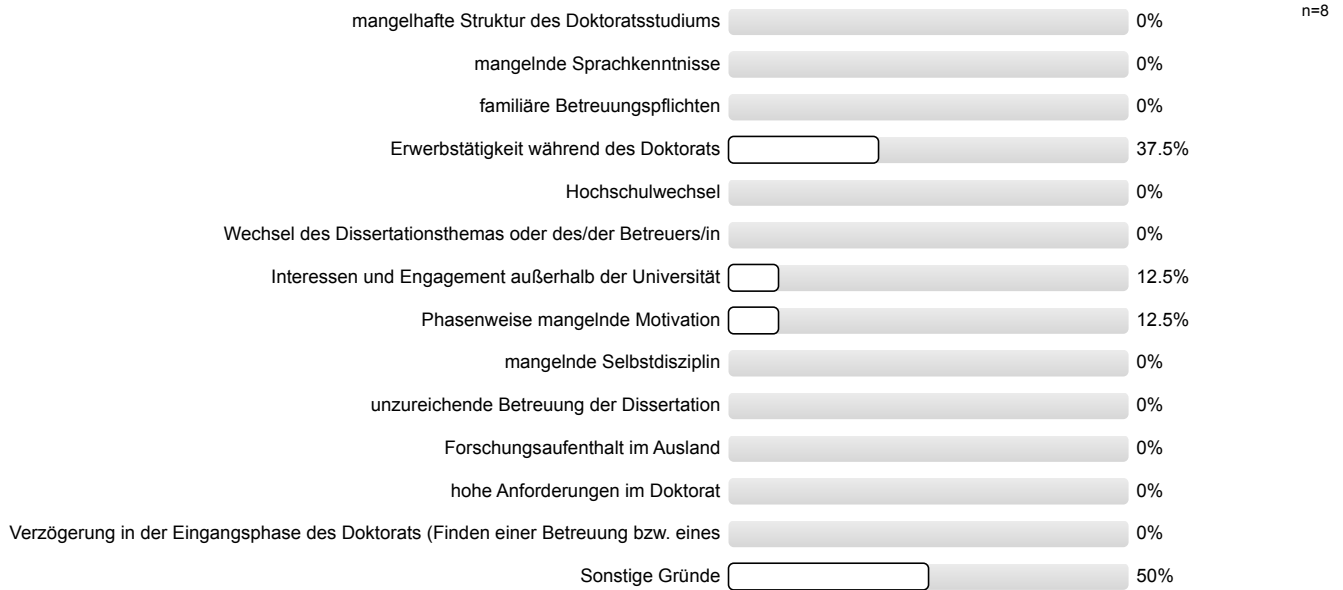 mangelhafte Struktur des Doktoratsstudiums 0% n=8
mangelnde Sprachkenntnisse 0%
familiäre Betreuungspflichten 0%
Erwerbstätigkeit während des Doktorats 37.5%
Hochschulwechsel 0%
Wechsel des Dissertationsthemas oder des/der Betreuers/in 0%
Interessen und Engagement außerhalb der Universität 12.5%
Phasenweise mangelnde Motivation 12.5%
mangelnde Selbstdisziplin 0%
unzureichende Betreuung der Dissertation 0%
Forschungsaufenthalt im Ausland 0%
hohe Anforderungen im Doktorat 0%
Verzögerung in der Eingangsphase des Doktorats (Finden einer Betreuung bzw. eines 0%
Sonstige Gründe 50%